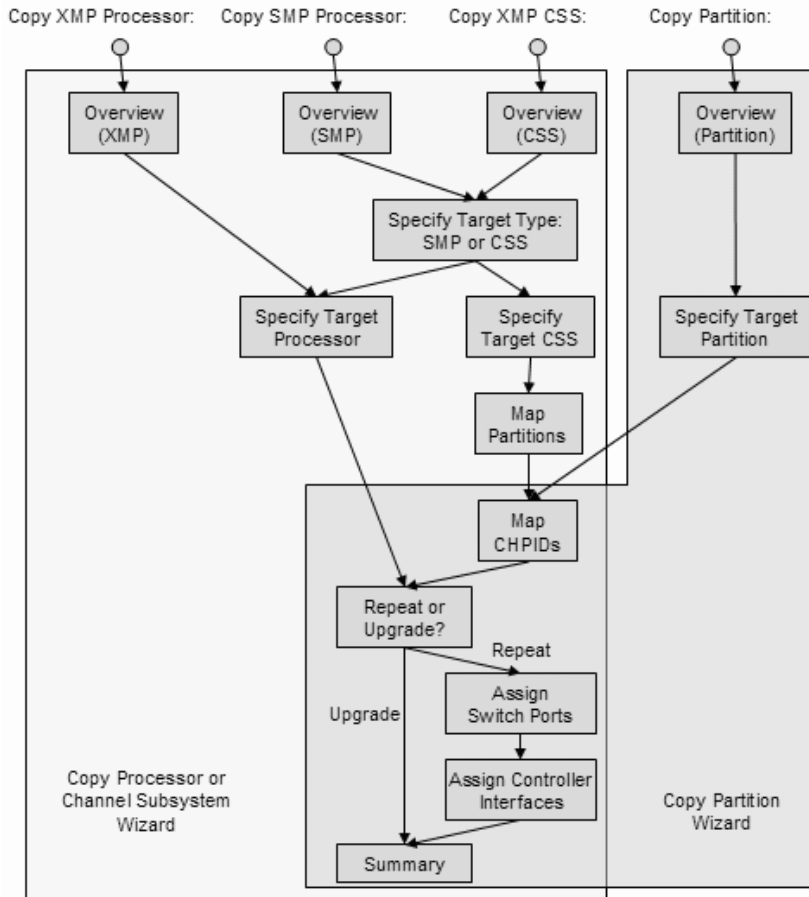 Copy XMP Processor:
Copy SMP Processor:
Copy XMP CSS:
Copy Partition:
Overview
(XMP)
Overview
(SMP)
Overview
(CSS)
Overview
(Partition)
Specify Target Type:
SMP or CSS
Specify Target
Processor
Specify
Target CSS
Specify Target
Partition
Map
Partitions
Map
CHPIDs
Repeat or
Upgrade?
Repeat
Assign
Switch Ports
Upgrade
Assign Controller
Interfaces
Copy Processor or
Channel Subsystem
Wizard
Copy Partition
Wizard
Summary